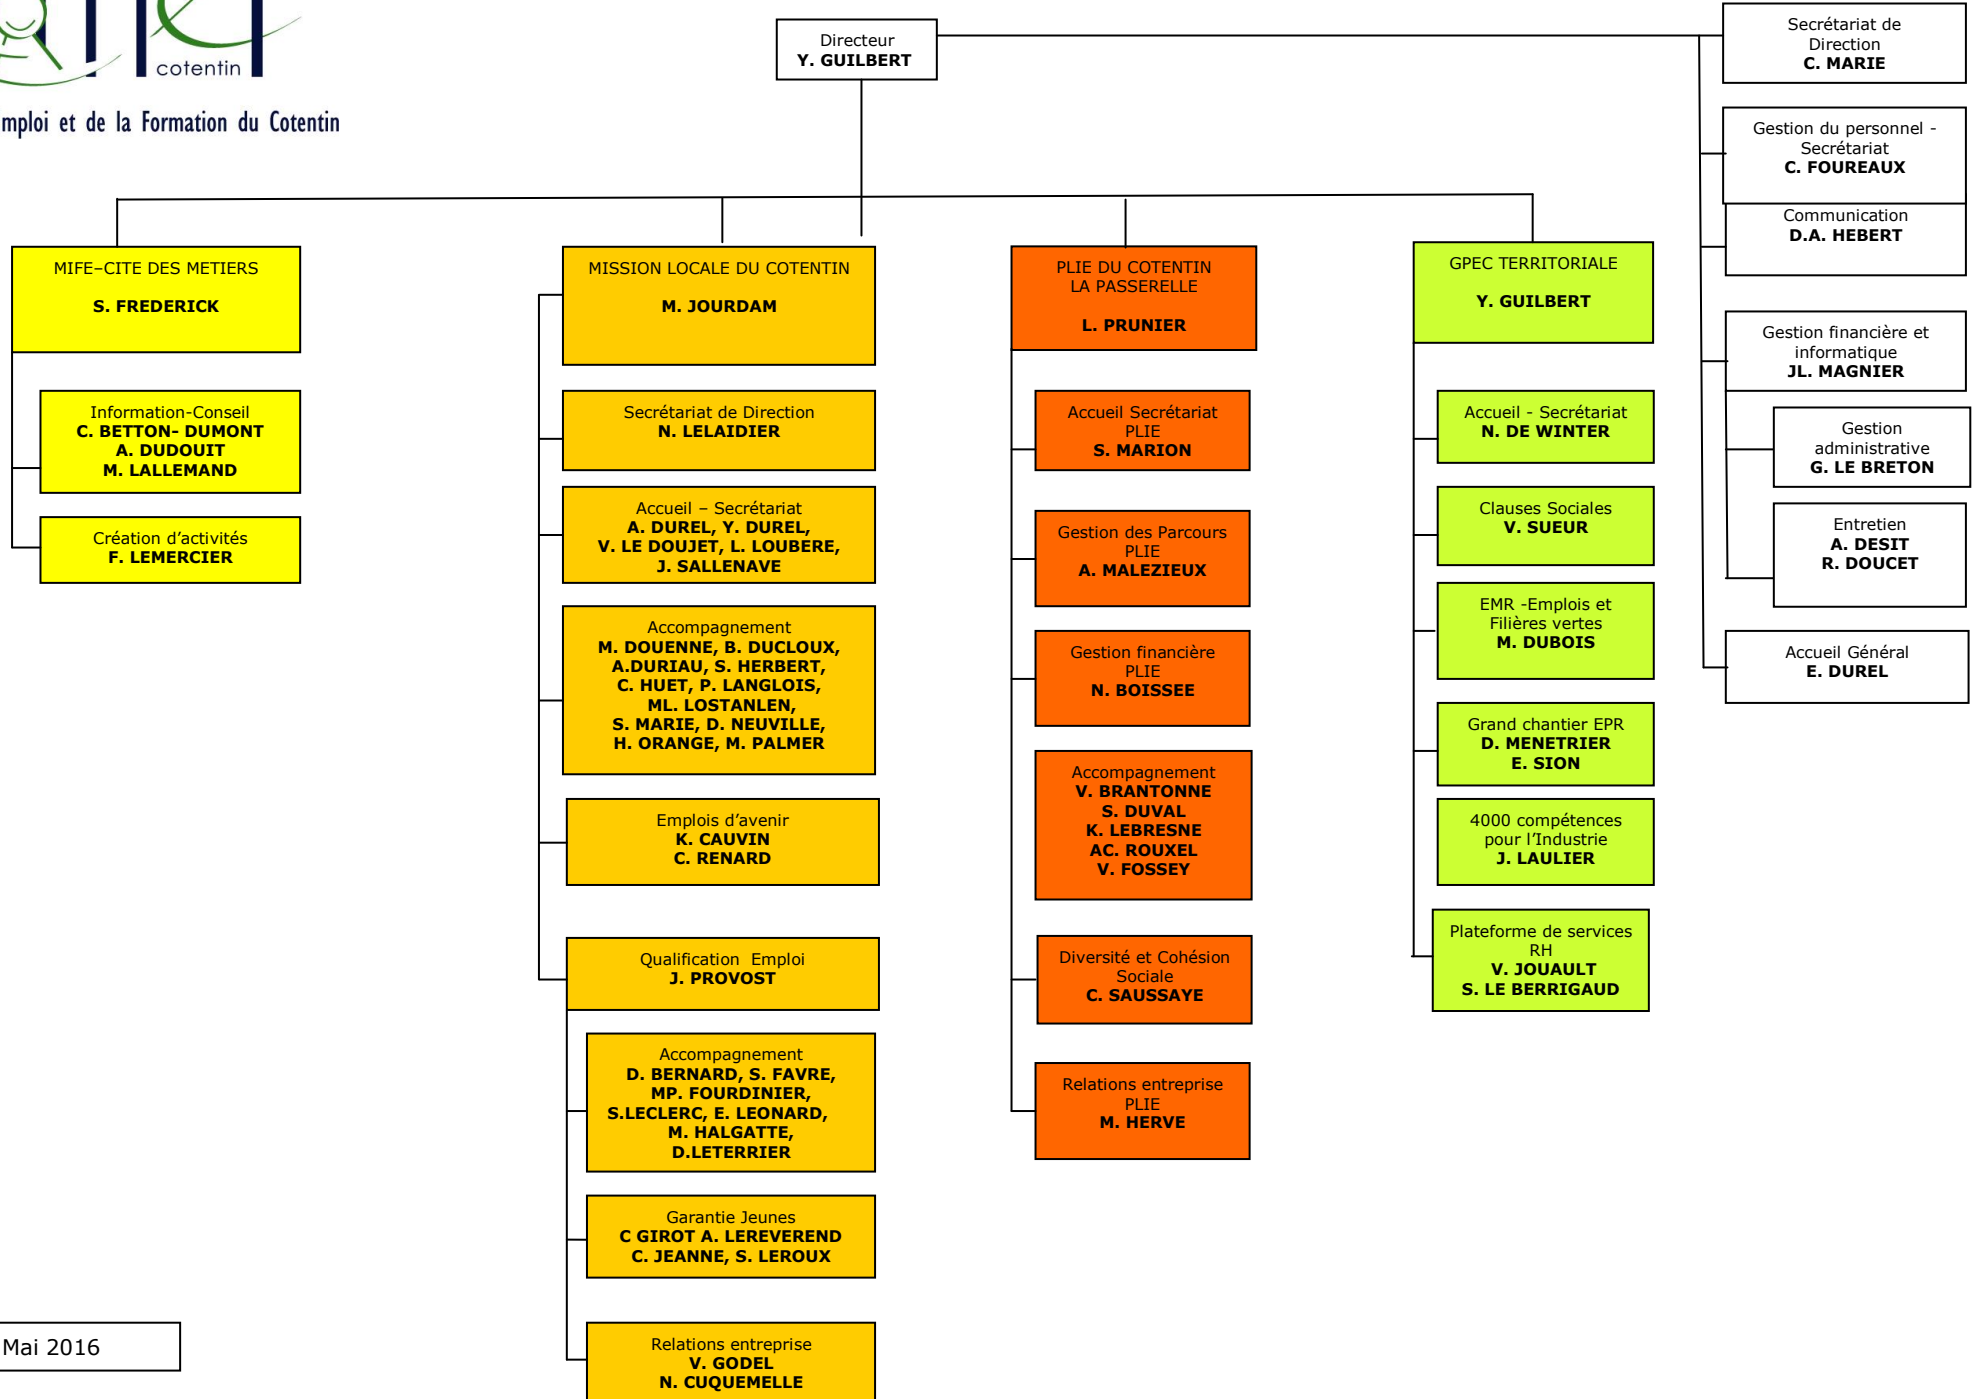 cotentin
mploi et de la Formation du Cotentin
Directeur
Y. GUILBERT
Secrétariat de
Direction
C. MARIE
Gestion du personnel -
Secrétariat
C. FOUREAUX
Communication
D.A. HEBERT
Gestion financière et
informatique
JL. MAGNIER
Gestion
administrative
G. LE BRETON
Entretien
A. DESIT
R. DOUCET
Accueil Général
E. DUREL
MIFE–CITE DES METIERS
S. FREDERICK
Information-Conseil
C. BETTON- DUMONT
A. DUDOUIT
M. LALLEMAND
Création d’activités
F. LEMERCIER
MISSION LOCALE DU COTENTIN
M. JOURDAM
Secrétariat de Direction
N. LELAIDIER
Accueil – Secrétariat
A. DUREL, Y. DUREL,
V. LE DOUJET, L. LOUBERE,
J. SALLENAVE
Accompagnement
M. DOUENNE, B. DUCLOUX,
A.DURIAU, S. HERBERT,
C. HUET, P. LANGLOIS,
ML. LOSTANLEN,
S. MARIE, D. NEUVILLE,
H. ORANGE, M. PALMER
Emplois d’avenir
K. CAUVIN
C. RENARD
Qualification  Emploi
J. PROVOST
Accompagnement
D. BERNARD, S. FAVRE,
MP. FOURDINIER,
S.LECLERC, E. LEONARD,
M. HALGATTE,
D.LETERRIER
Garantie Jeunes
C GIROT A. LEREVEREND
C. JEANNE, S. LEROUX
Relations entreprise
V. GODEL
N. CUQUEMELLE
PLIE DU COTENTIN
LA PASSERELLE
L. PRUNIER
Accueil Secrétariat
PLIE
S. MARION
Gestion des Parcours
PLIE
A. MALEZIEUX
Gestion financière
PLIE
N. BOISSEE
Accompagnement
V. BRANTONNE
S. DUVAL
K. LEBRESNE
AC. ROUXEL
V. FOSSEY
Diversité et Cohésion
Sociale
C. SAUSSAYE
Relations entreprise
PLIE
M. HERVE
GPEC TERRITORIALE
Y. GUILBERT
Accueil - Secrétariat
N. DE WINTER
Clauses Sociales
V. SUEUR
EMR -Emplois et
Filières vertes
M. DUBOIS
Grand chantier EPR
D. MENETRIER
E. SION
4000 compétences
pour l’Industrie
J. LAULIER
Plateforme de services
RH
V. JOUAULT
S. LE BERRIGAUD
Mai 2016